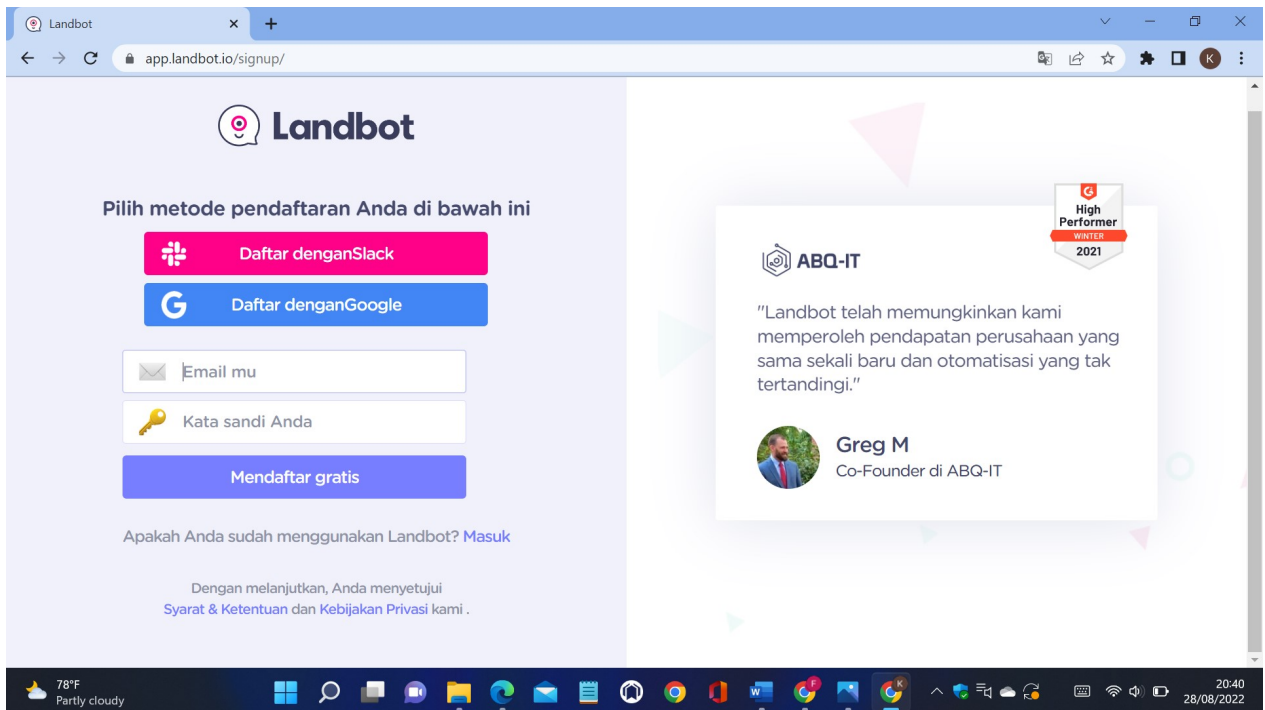 Landbot
app.landbot.io/signup/
K
Landbot
Pilih metode pendaftaran Anda di bawah ini
Daftar denganSlack
Daftar denganGoogle
Email mu
Kata sandi Anda
Mendaftar gratis
Apakah Anda sudah menggunakan Landbot? Masuk
Dengan melanjutkan, Anda menyetujui
Syarat & Ketentuan dan Kebijakan Privasi kami .
High
Performer
WINTER
2021
ABQ-IT
"Landbot telah memungkinkan kami
memperoleh pendapatan perusahaan yang
sama sekali baru dan otomatisasi yang tak
tertandingi."
Greg M
Co-Founder di ABQ-IT
78°F
Partly cloudy
20:40
28/08/2022